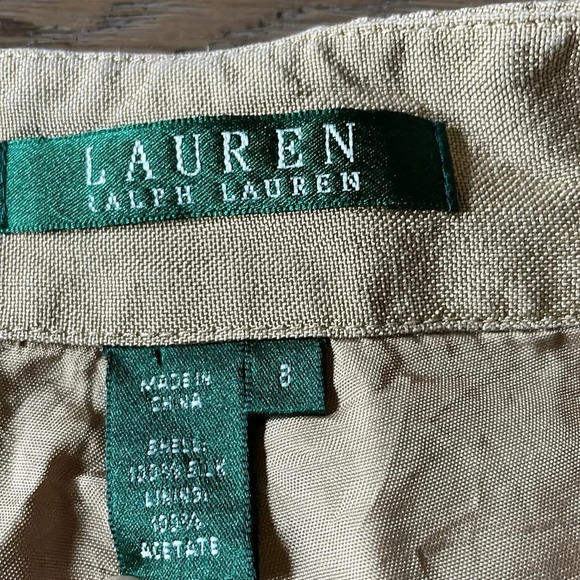 LAUREN
RALPH LAUREN
MADE IN
CHINA
8
SHELL:
100% SILK
LINING:
100%
ACETATE